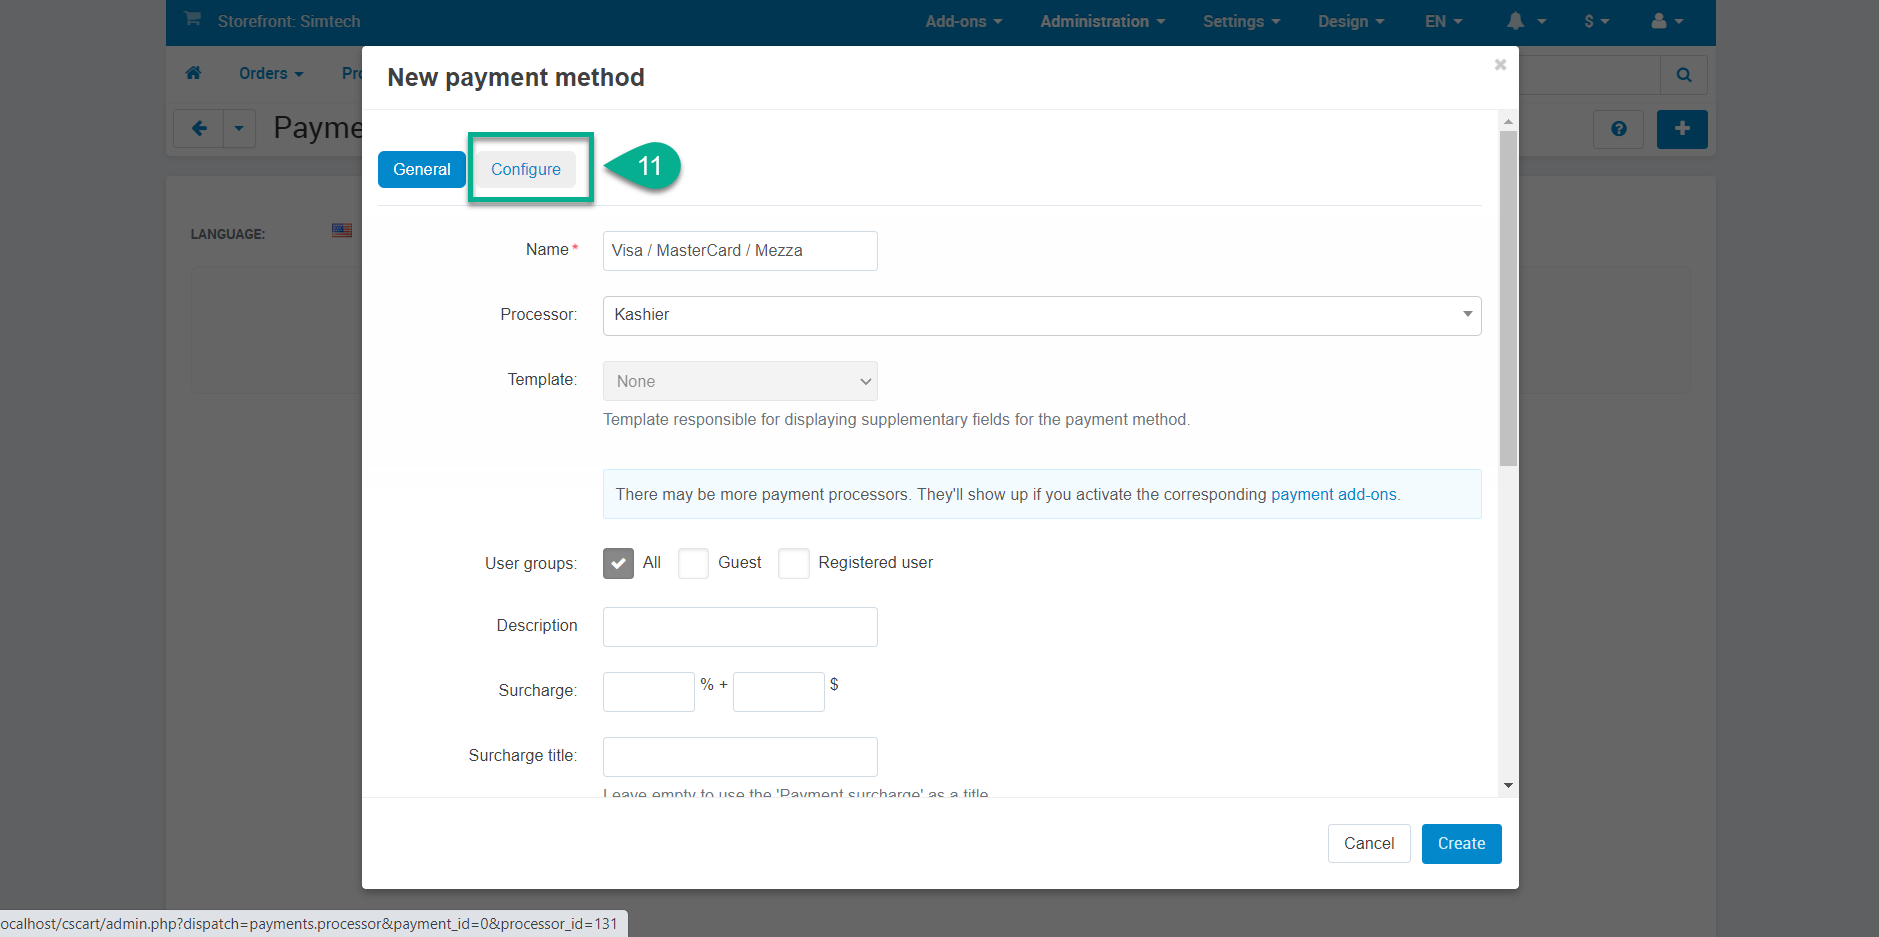 Storefront: Simtech
Add-ons
Administration
Settings
Design
EN
$
Orders
New payment method
General
Configure
11
LANGUAGE:
Name*
Visa / MasterCard / Mezza
Processor:
Kashier
Template:
None
Template responsible for displaying supplementary fields for the payment method.
There may be more payment processors. They'll show up if you activate the corresponding payment add-ons.
User groups:
All
Guest
Registered user
Description
Surcharge:
% +
$
Surcharge title:
Leave empty to use the 'Payment surcharge' as a title
Cancel
Create
ocalhost/cscart/admin.php?dispatch=payments.processor&payment_id=0&processor_id=131